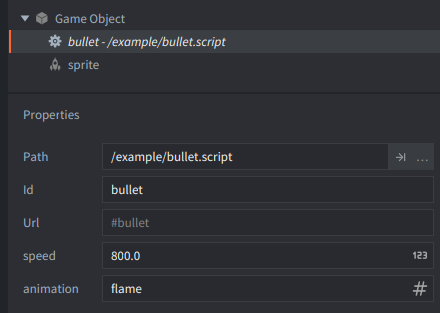 Game Object
bullet - /example/bullet.script
sprite
Properties
Path /example/bullet.script ...
Id bullet
Url #bullet
speed 800.0 123
animation flame #